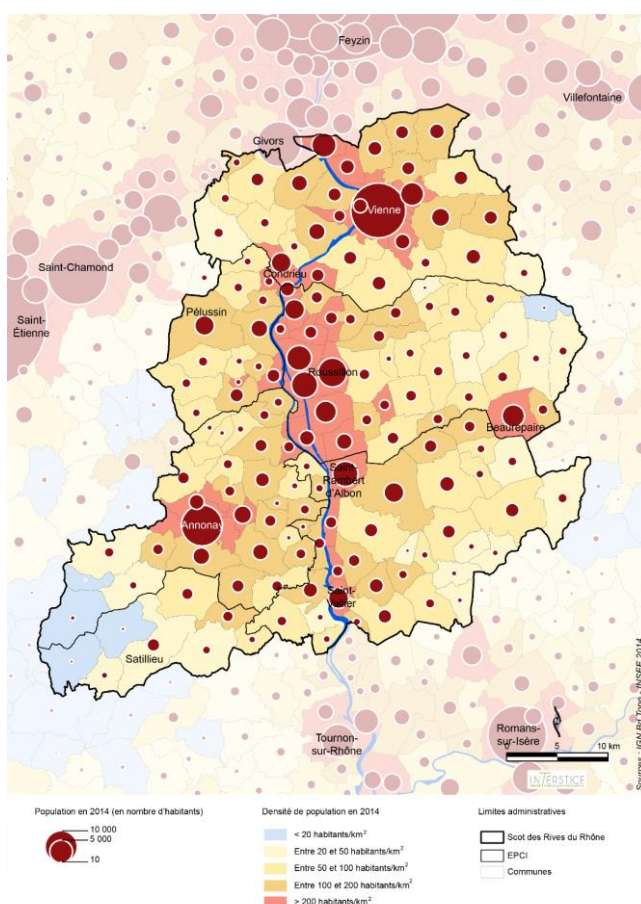 Feyzin
Villefontaine
Givors
Vienne
Saint-Chamond
Condrieu
Saint-
Étienne
Pélussin
Roussillon
Beaurepaire
Saint-
Rambert
d'Albon
Annonay
Saint-
Vallier
Satillieu
Tournon-
sur-Rhône
Romans-
sur-Isère
0 5 10 km
INTERSTICE
Sources : IGN Bd Topo - INSEE 2014
Population en 2014 (en nombre d'habitants)
10 000
5 000
10
Densité de population en 2014
< 20 habitants/km²
Entre 20 et 50 habitants/km²
Entre 50 et 100 habitants/km²
Entre 100 et 200 habitants/km²
> 200 habitants/km²
Limites administratives
Scot des Rives du Rhône
EPCI
Communes